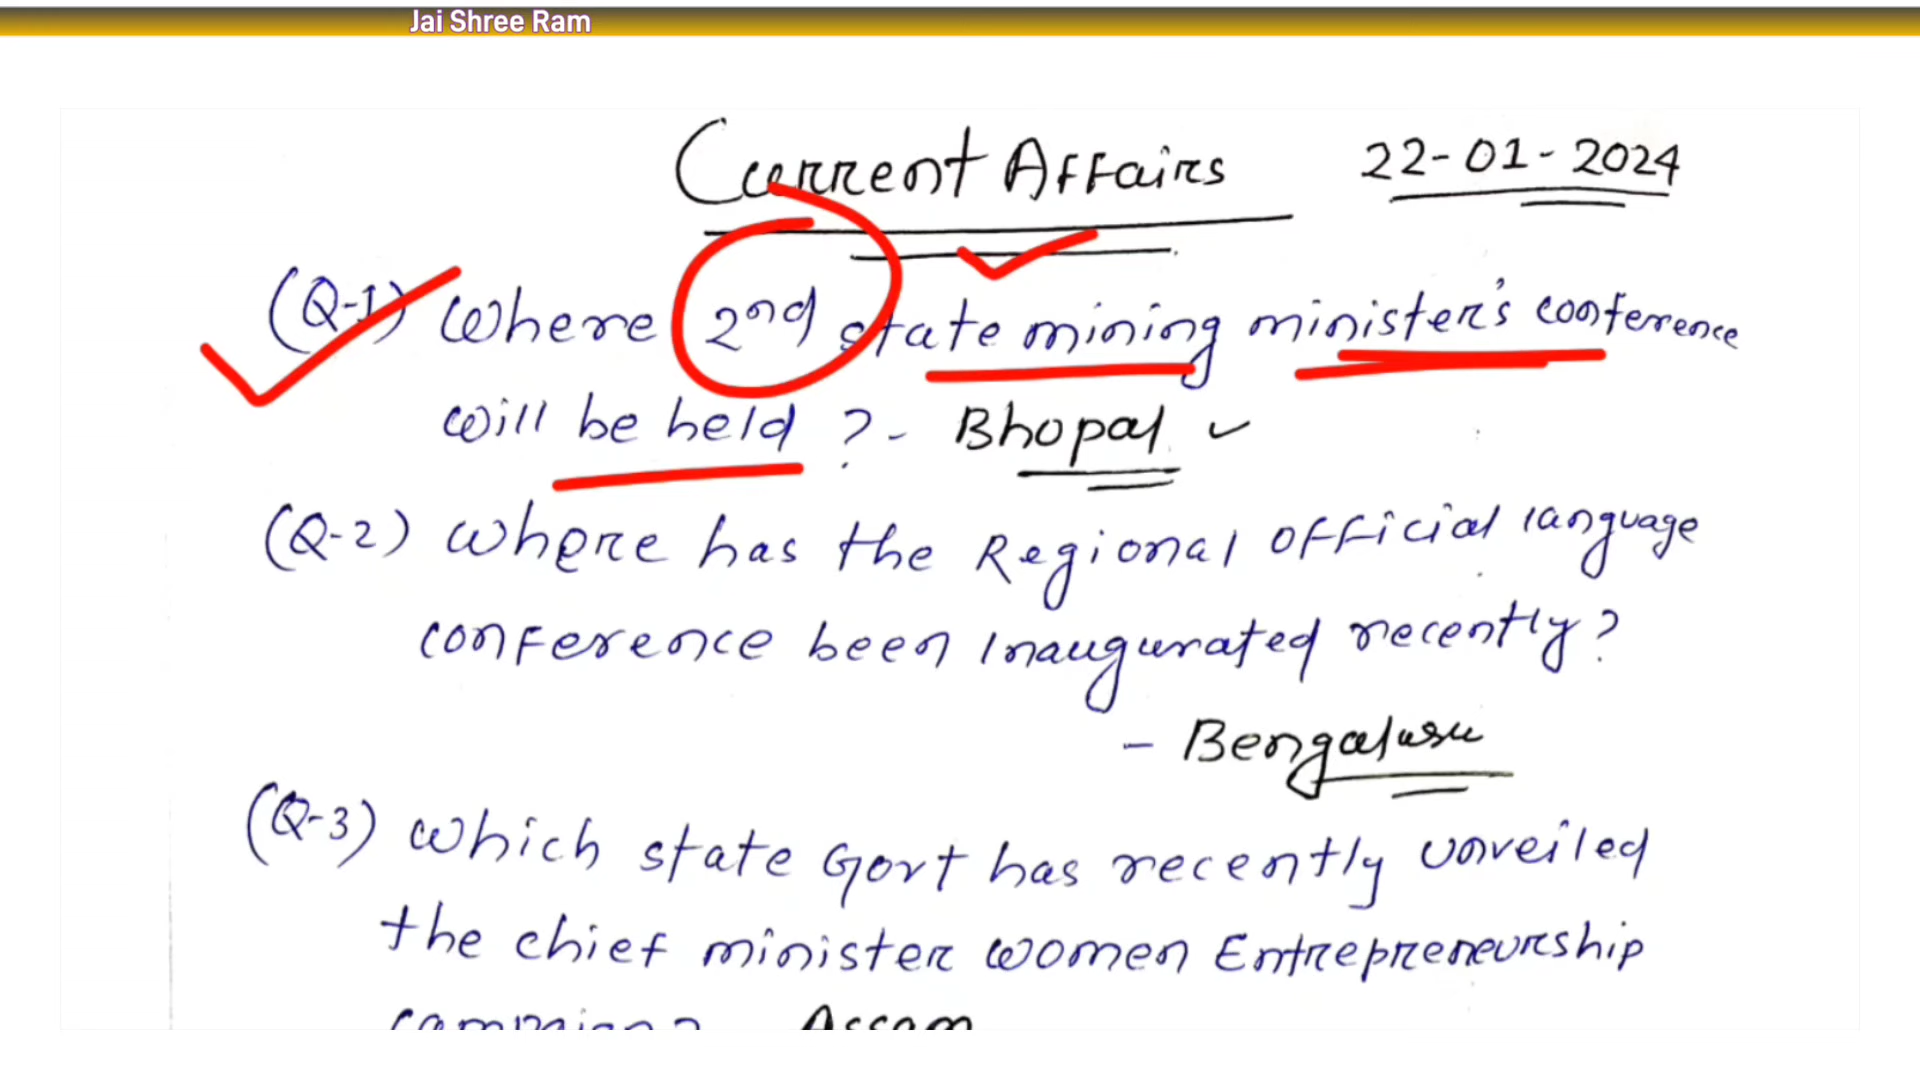 Jai Shree Ram
Current Affairs 22-01-2024
(Q-1) Where 2nd state mining minister's conference
will be held ? - Bhopal
(Q-2) Where has the Regional official language
conference been Inaugurated recently?
- Bengaluru
(Q-3) Which state Govt has recently unveiled
the chief minister women Entrepreneurship
campaign? Assam